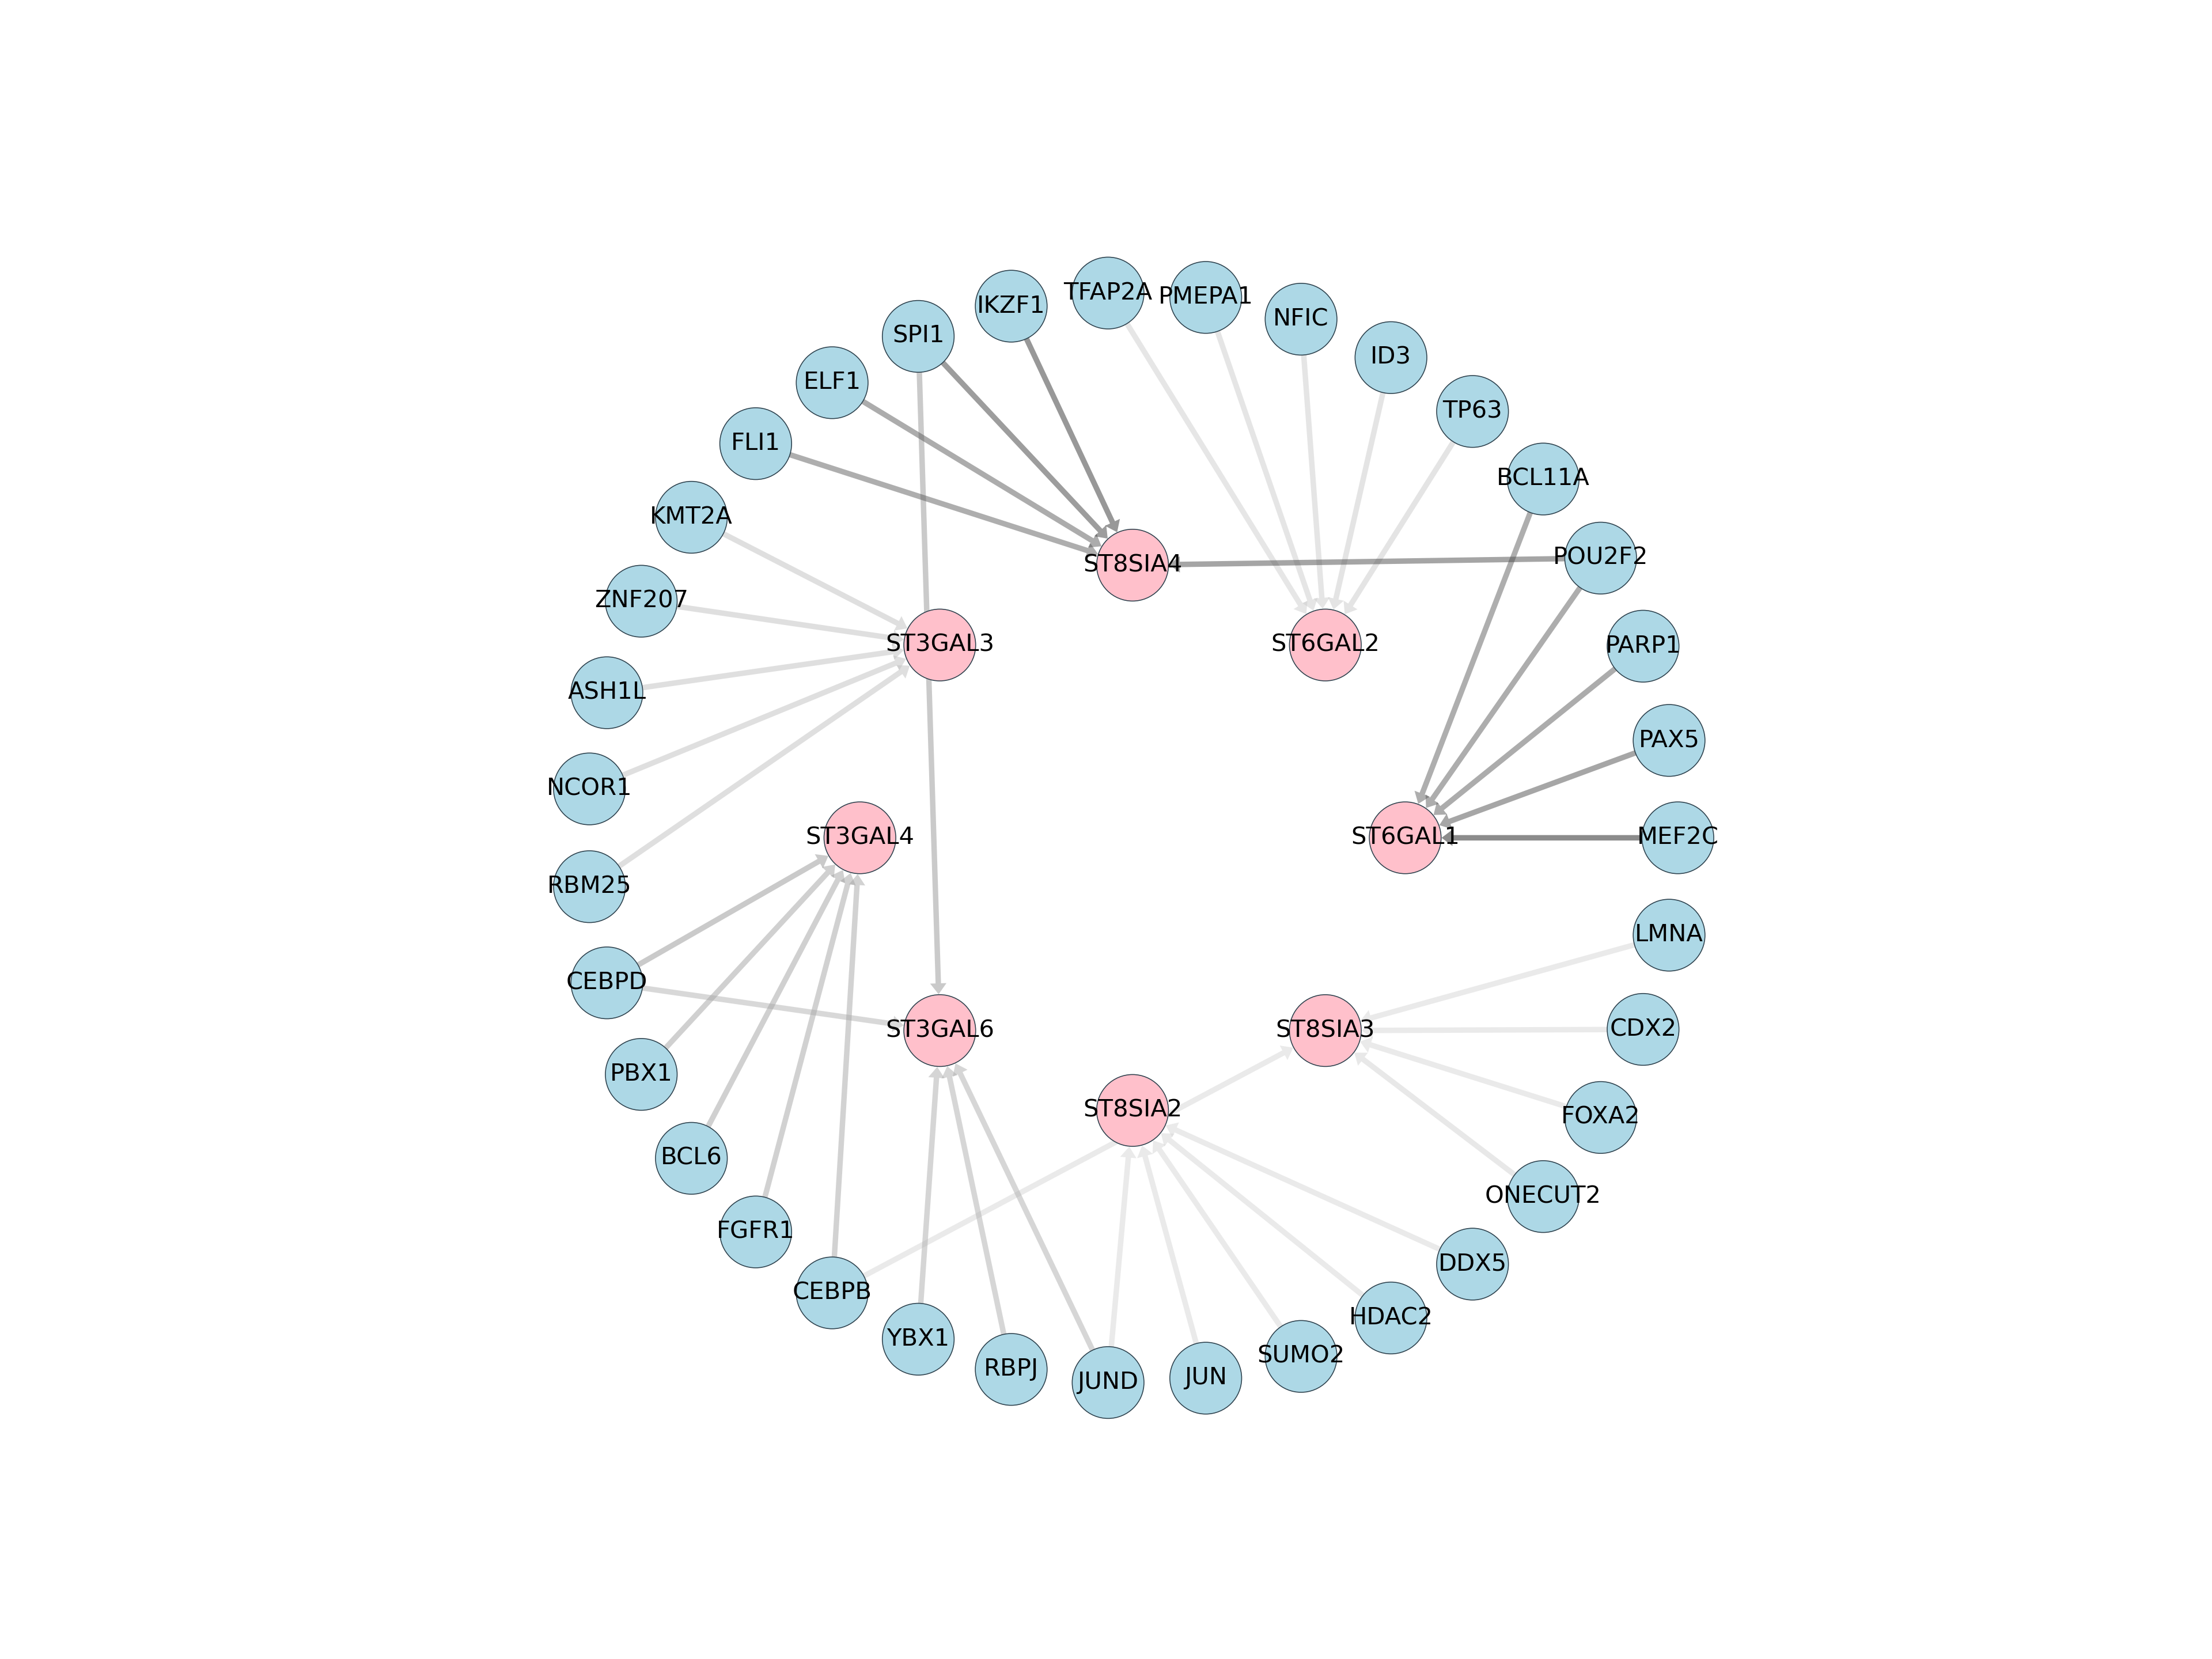 TFAP2A
PMEPA1
IKZF1
NFIC
SPI1
ID3
ELF1
TP63
FLI1
BCL11A
KMT2A
POU2F2
ST8SIA4
ZNF207
ST3GAL3
ST6GAL2
PARP1
ASH1L
PAX5
NCOR1
ST3GAL4
ST6GAL1
MEF2C
RBM25
LMNA
CEBPD
ST3GAL6
ST8SIA3
CDX2
PBX1
ST8SIA2
FOXA2
BCL6
ONECUT2
FGFR1
DDX5
CEBPB
HDAC2
YBX1
SUMO2
RBPJ
JUND
JUN